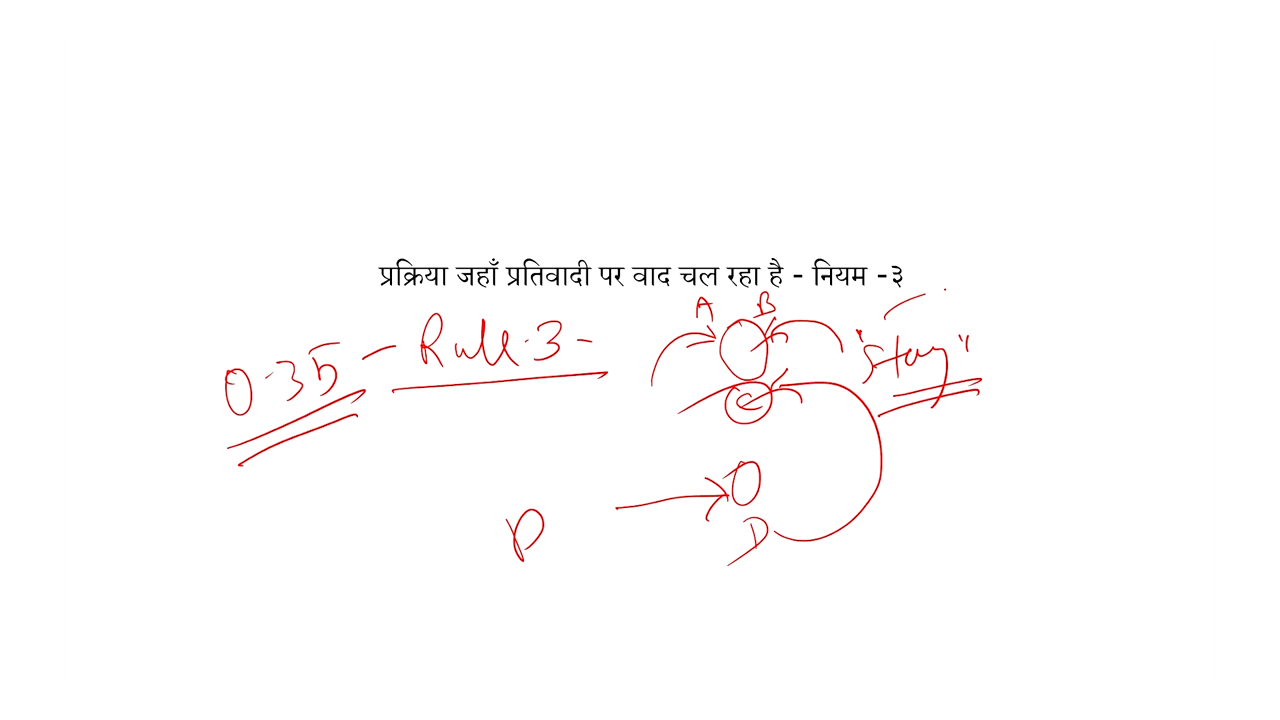 प्रक्रिया जहाँ प्रतिवादी पर वाद चल रहा है - नियम -३
O.35 - Rule.3 -
A B
"Stay"
C
P
D